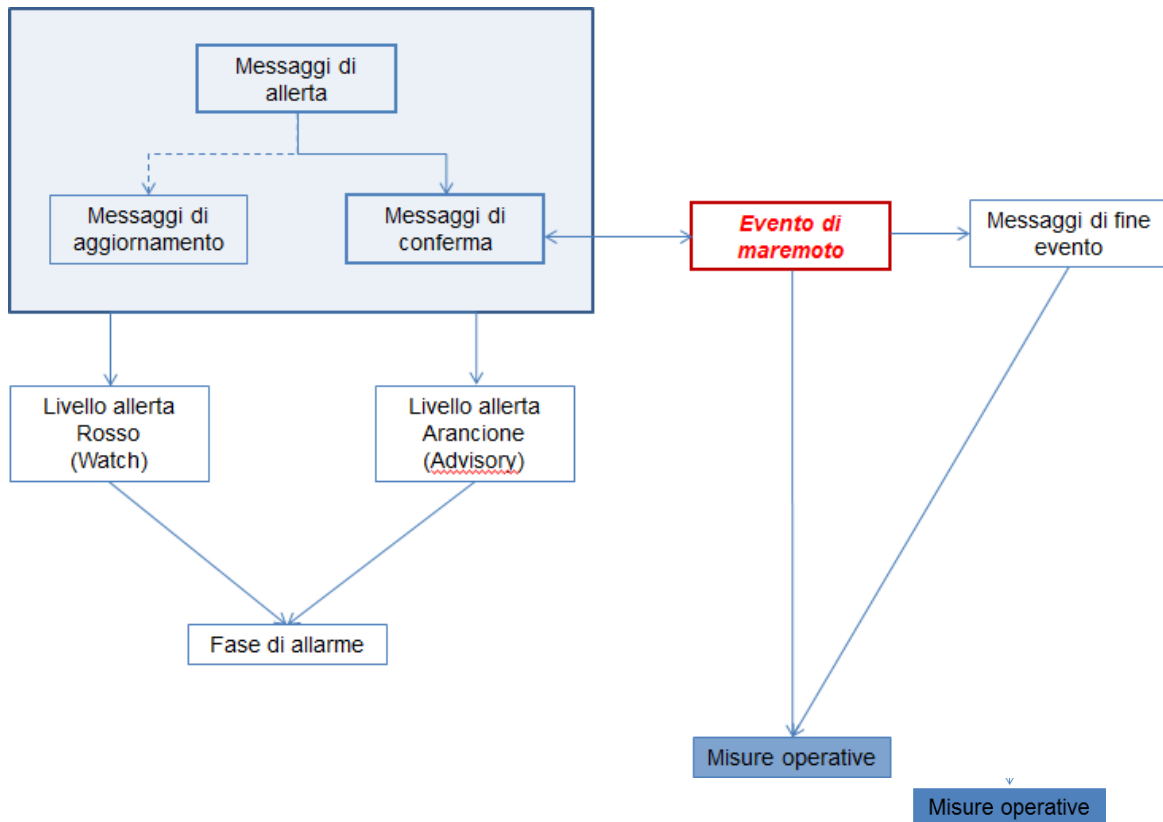 Messaggi di
allerta
Messaggi di
aggiornamento
Messaggi di
conferma
Evento di
maremoto
Messaggi di fine
evento
Livello allerta
Rosso
(Watch)
Livello allerta
Arancione
(Advisory)
Fase di allarme
Misure operative
Misure operative